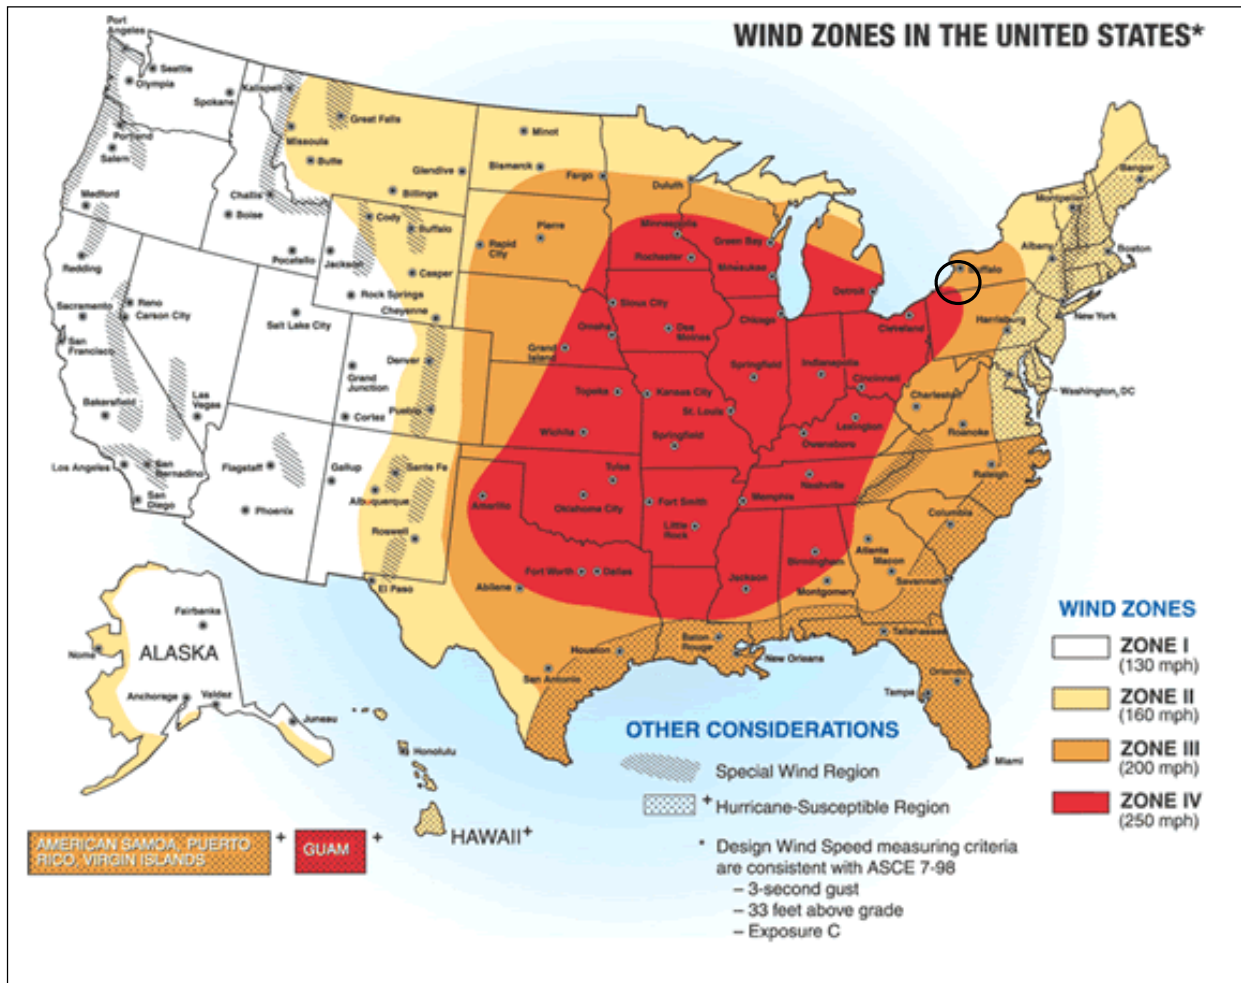 WIND ZONES IN THE UNITED STATES*
Port
Angeles
Seattle
Olympia
Spokane
Kalispell
Great Falls
Missoula
Portland
Salem
Butte
Glendive
Minot
Bismarck
Fargo
Duluth
Medford
Challis
Boise
Billings
Cody
Buffalo
Pierre
Rapid
City
Minneapolis
Green Bay
Rochester
Milwaukee
Bangor
Montpelier
Albany
Boston
Buffalo
Redding
Pocatello
Jackson
Casper
Rock Springs
Cheyenne
Sioux City
Detroit
Cleveland
Chicago
Harrisburg
New York
Sacramento
Reno
Carson City
San
Francisco
Salt Lake City
Omaha
Des
Moines
Grand
Island
Denver
Grand
Junction
Springfield
Indianapolis
Cincinnati
Washington, DC
Bakersfield
Las
Vegas
Cortez
Pueblo
Topeka
Kansas City
St. Louis
Charleston
Lexington
Roanoke
Wichita
Springfield
Owensboro
Los Angeles
San
Bernadino
Flagstaff
Gallup
Sante Fe
Tulsa
Nashville
Raleigh
San
Diego
Phoenix
Albuquerque
Amarillo
Oklahoma City
Fort Smith
Memphis
Little
Rock
Columbia
Roswell
Atlanta
Macon
Birmingham
El Paso
Abilene
Fort Worth
Dallas
Jackson
Montgomery
Savannah
Fairbanks
Nome
ALASKA
Anchorage
Valdez
Juneau
Houston
San Antonio
Baton
Rouge
New Orleans
Tallahassee
Orlando
Tampa
Miami
Honolulu
HAWAII+
AMERICAN SAMOA, PUERTO
RICO, VIRGIN ISLANDS
+
GUAM
+
OTHER CONSIDERATIONS
Special Wind Region
+ Hurricane-Susceptible Region
* Design Wind Speed measuring criteria
are consistent with ASCE 7-98
– 3-second gust
– 33 feet above grade
– Exposure C
WIND ZONES
ZONE I
(130 mph)
ZONE II
(160 mph)
ZONE III
(200 mph)
ZONE IV
(250 mph)